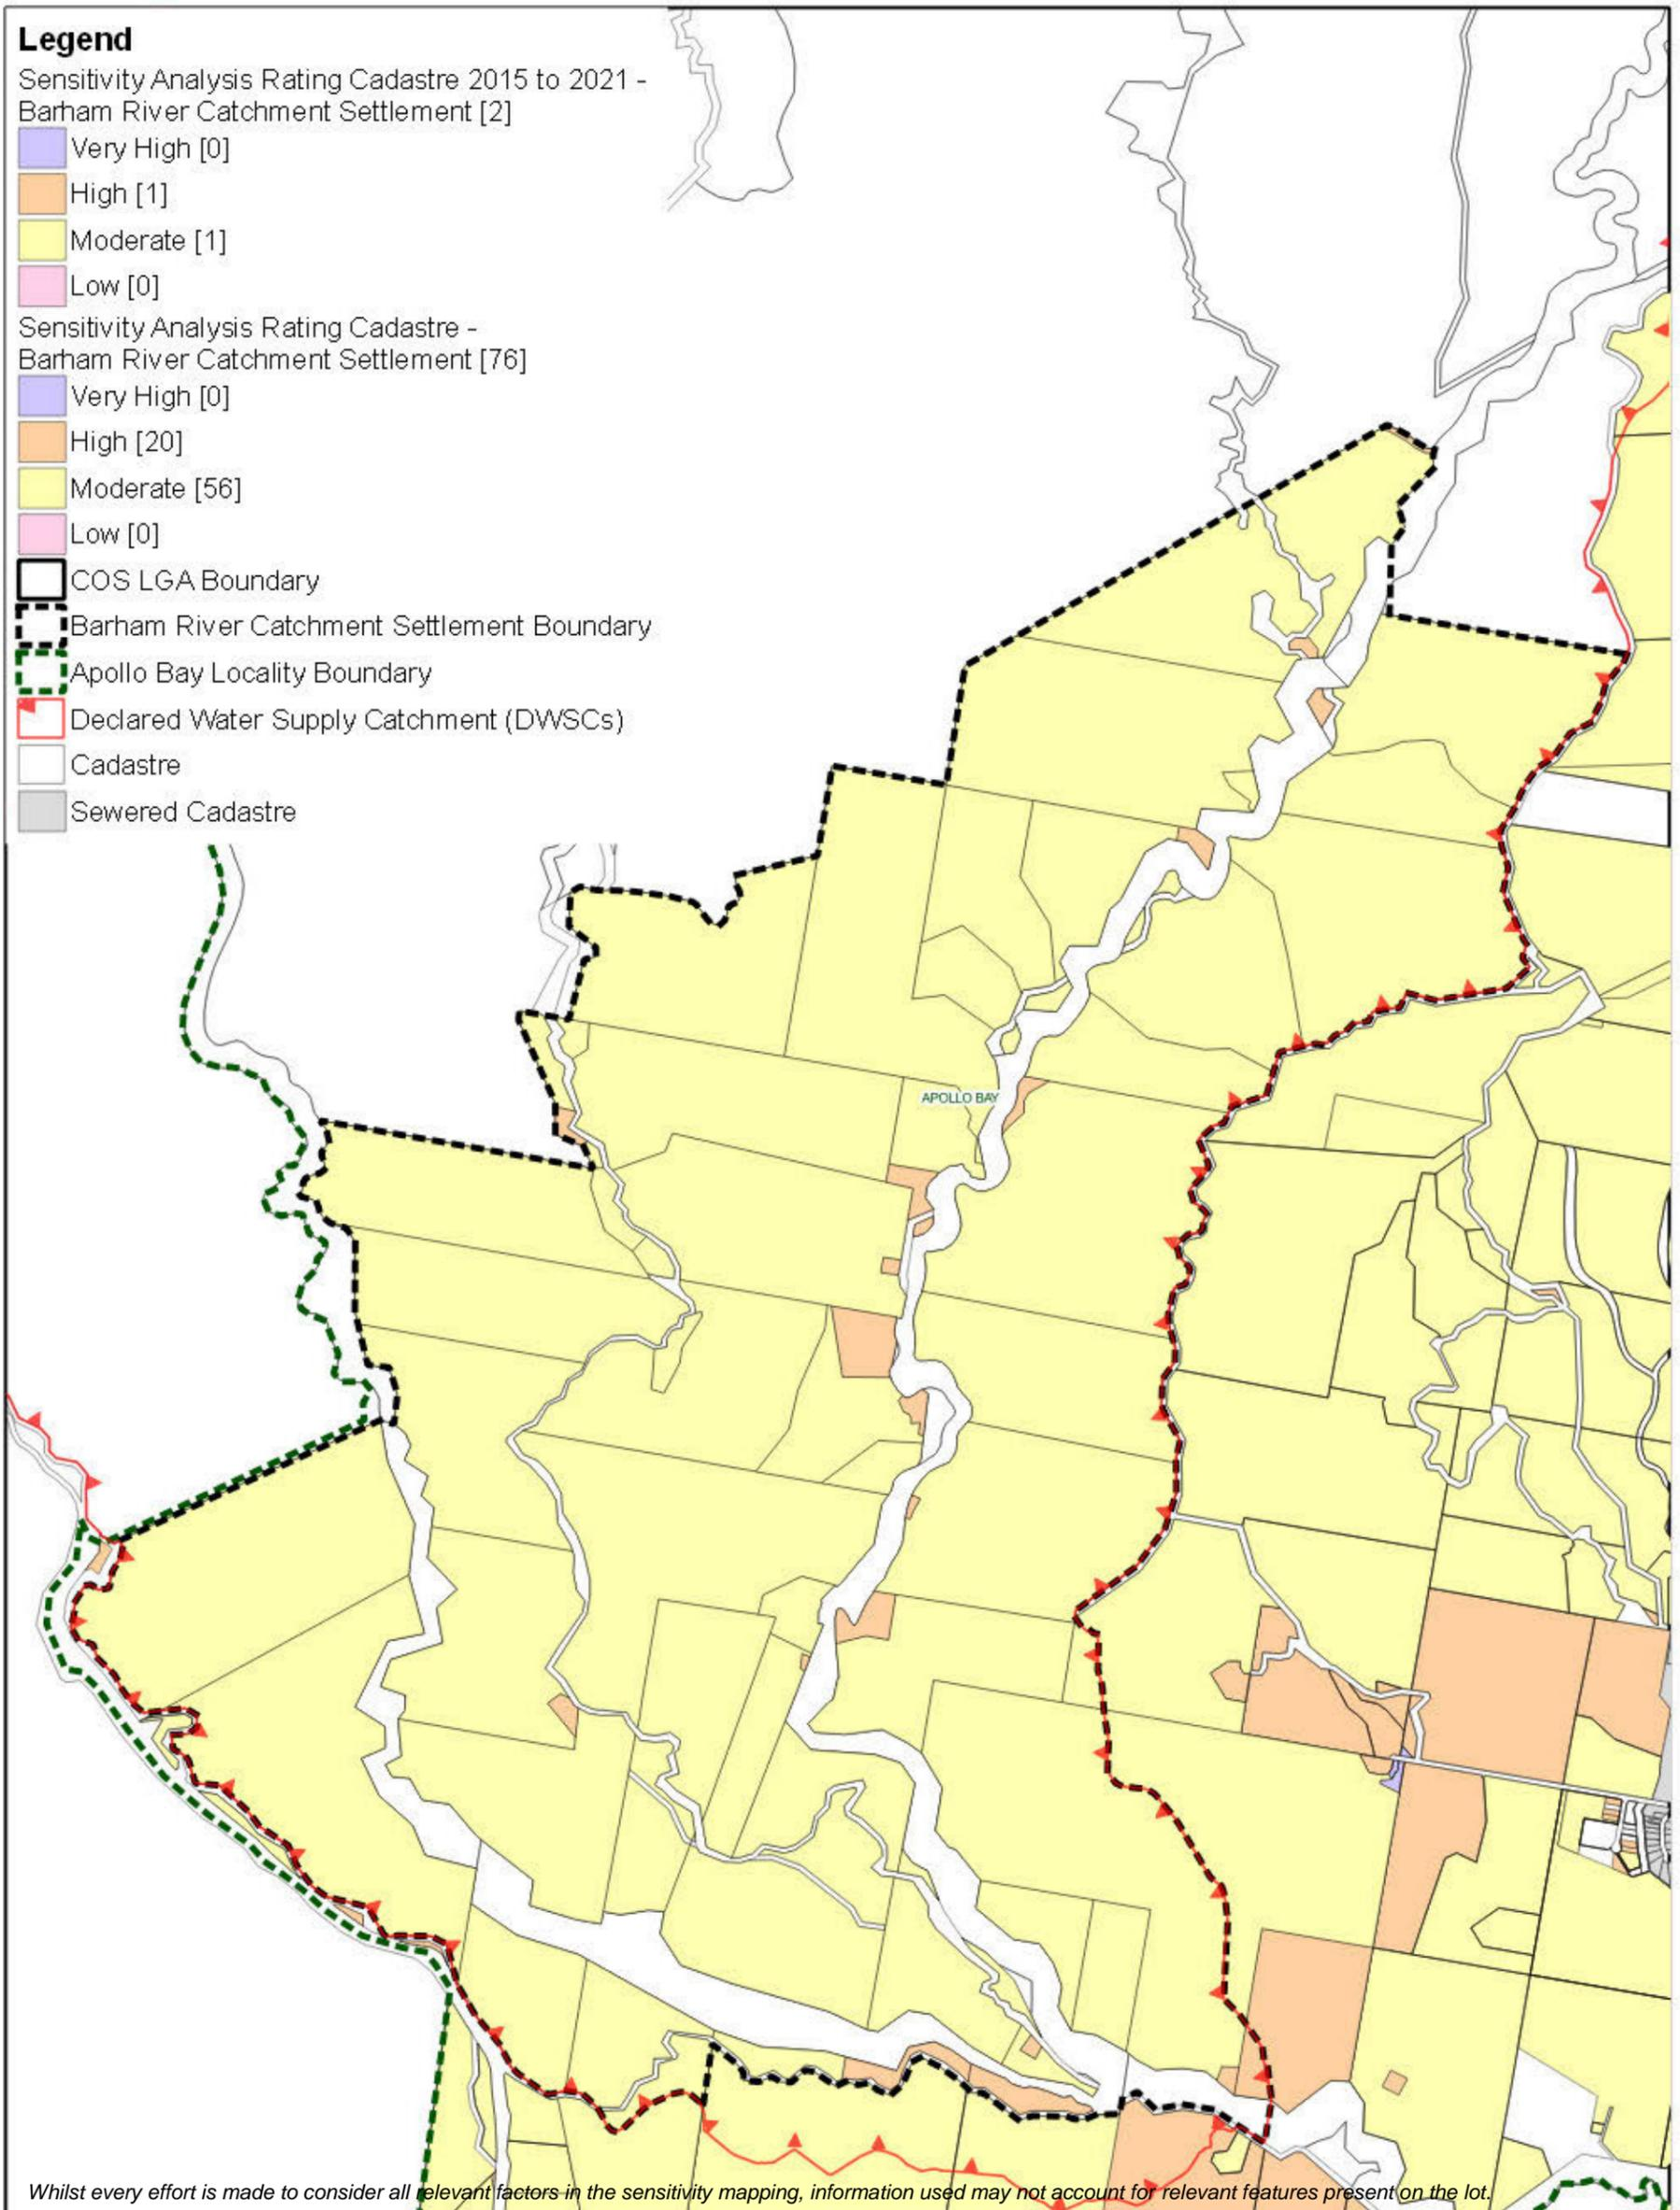 Legend
Sensitivity Analysis Rating Cadastre 2015 to 2021 -
Barham River Catchment Settlement [2]
Very High [0]
High [1]
Moderate [1]
Low [0]
Sensitivity Analysis Rating Cadastre -
Barham River Catchment Settlement [76]
Very High [0]
High [20]
Moderate [56]
Low [0]
COS LGA Boundary
Barham River Catchment Settlement Boundary
Apollo Bay Locality Boundary
Declared Water Supply Catchment (DWSCs)
Cadastre
Sewered Cadastre
APOLLO BAY
Whilst every effort is made to consider all relevant factors in the sensitivity mapping, information used may not account for relevant features present on the lot.